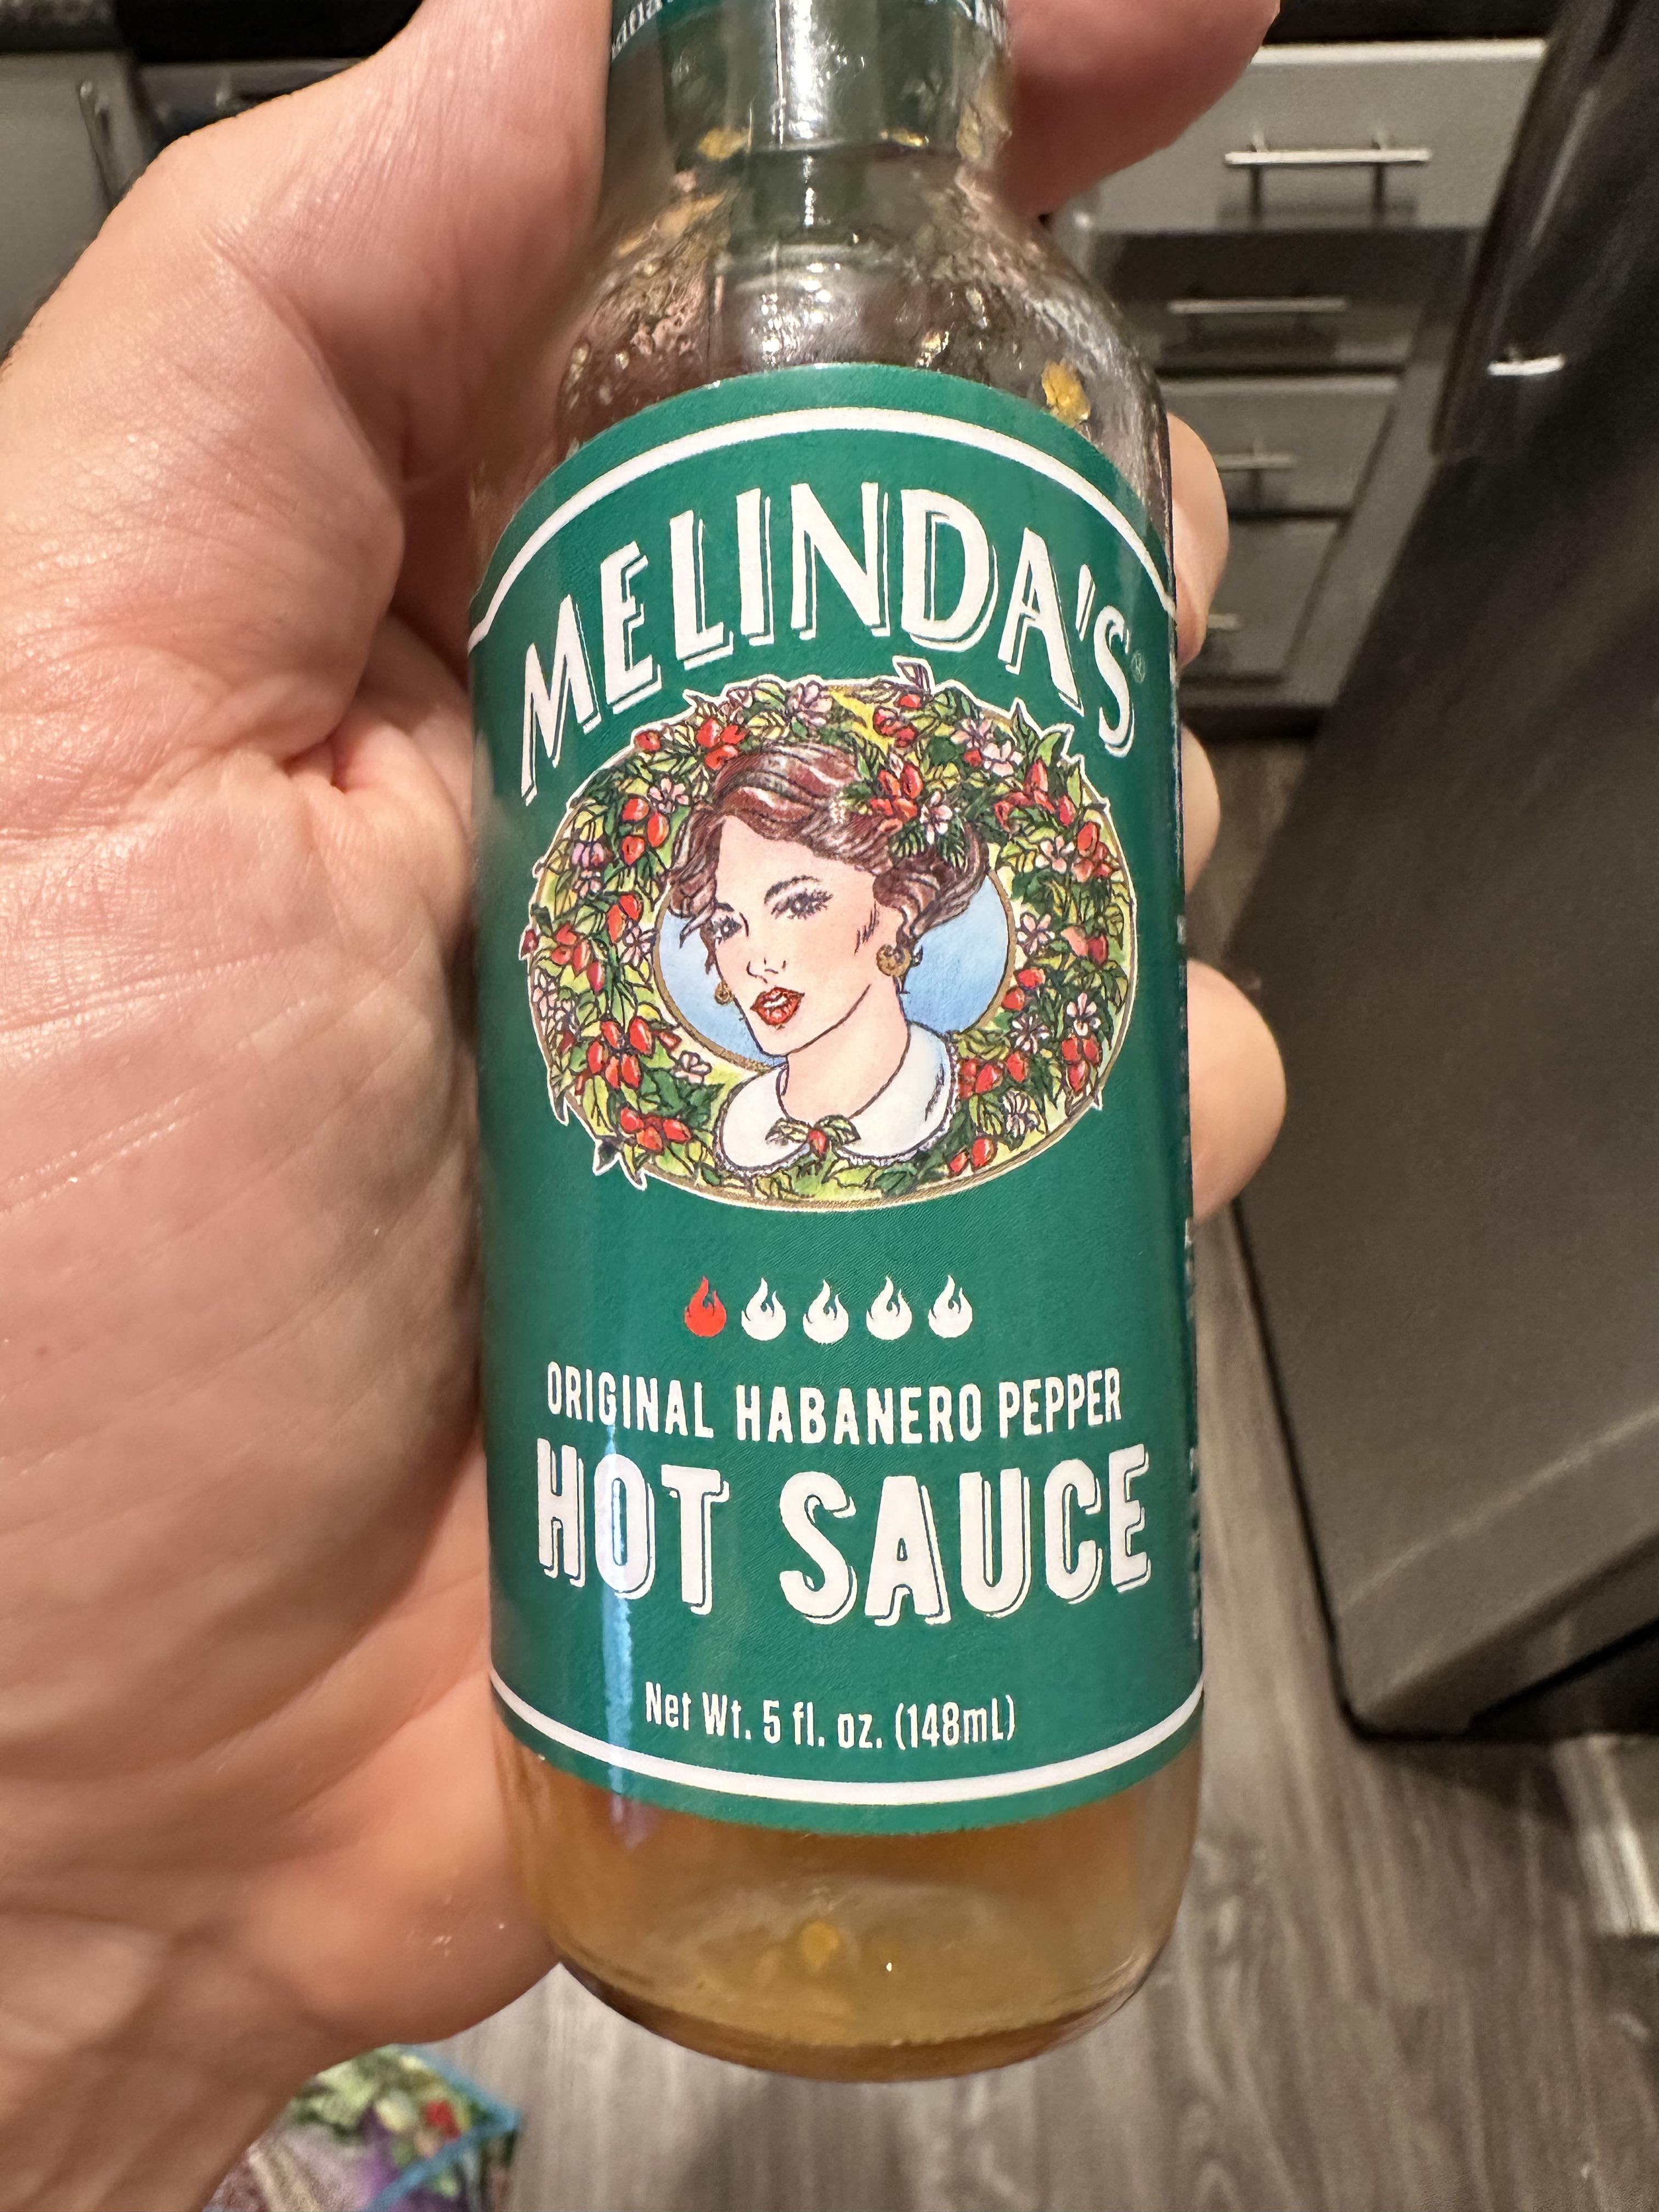 MELINDA'S®
ORIGINAL HABANERO PEPPER
HOT SAUCE
Net Wt. 5 fl. oz. (148mL)